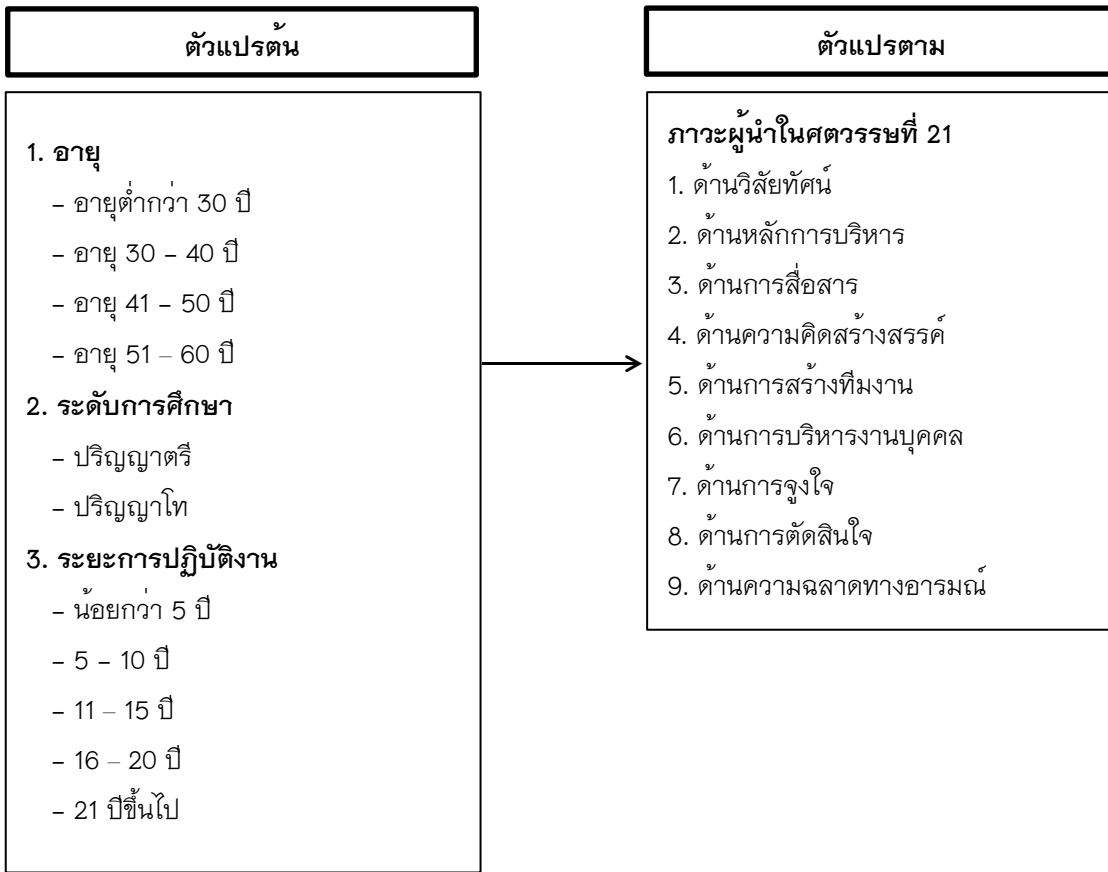 ตัวแปรต้น
1. อายุ
– อายุต่ำกว่า 30 ปี
– อายุ 30 – 40 ปี
– อายุ 41 – 50 ปี
– อายุ 51 – 60 ปี
2. ระดับการศึกษา
– ปริญญาตรี
– ปริญญาโท
3. ระยะการปฏิบัติงาน
– น้อยกว่า 5 ปี
– 5 – 10 ปี
– 11 – 15 ปี
– 16 – 20 ปี
– 21 ปีขึ้นไป
ตัวแปรตาม
ภาวะผู้นำในศตวรรษที่ 21
1. ด้านวิสัยทัศน์
2. ด้านหลักการบริหาร
3. ด้านการสื่อสาร
4. ด้านความคิดสร้างสรรค์
5. ด้านการสร้างทีมงาน
6. ด้านการบริหารงานบุคคล
7. ด้านการจูงใจ
8. ด้านการตัดสินใจ
9. ด้านความฉลาดทางอารมณ์